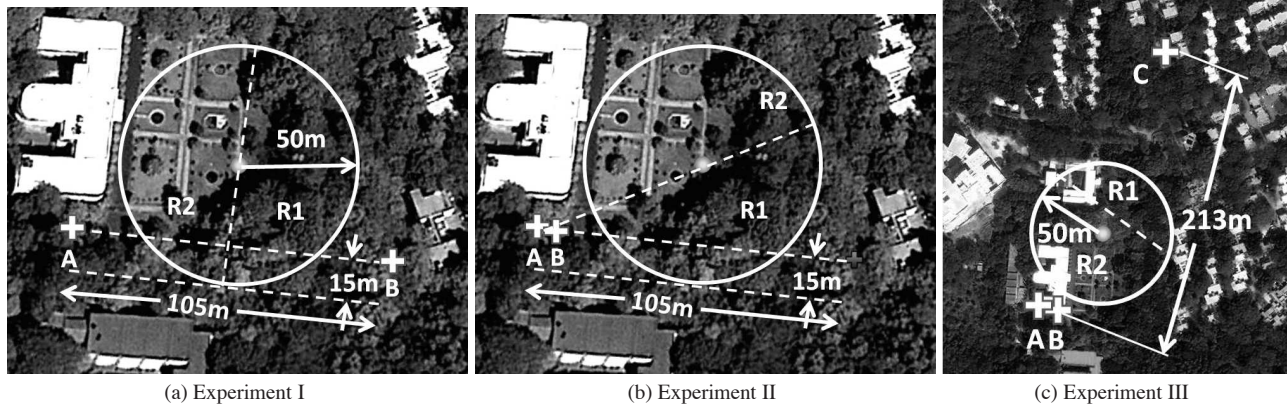 50m
R2
R1
A
B
15m
105m
R2
R1
A
B
15m
105m
C
R1
50m
213m
R2
A B
(a) Experiment I
(b) Experiment II
(c) Experiment III